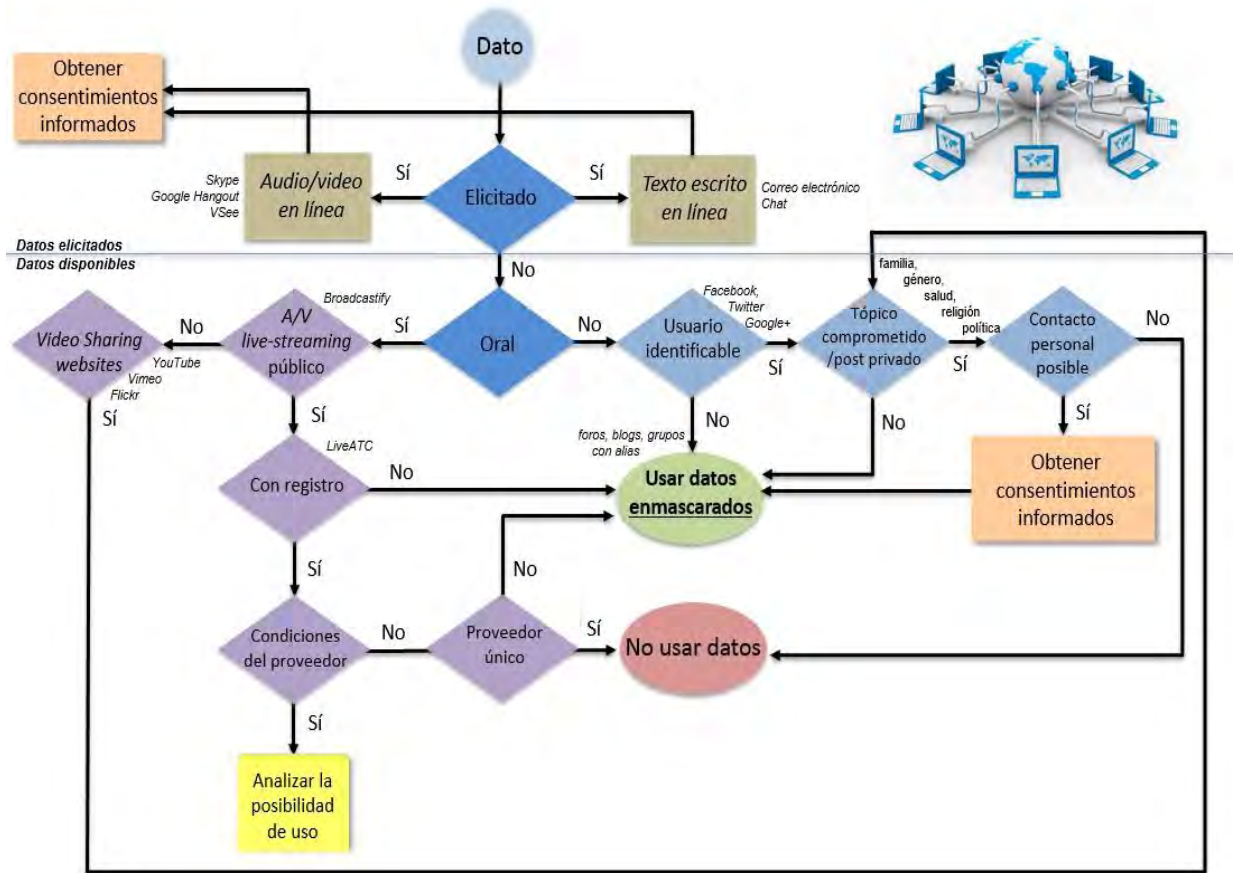 Dato
Obtener
consentimientos
informados
Sí
Sí
Skype
Google Hangout
VSee
Audio/video
en línea
Elicitado
Texto escrito
en línea
Correo electrónico
Chat
Datos elicitados
Datos disponibles
No
familia,
género,
salud,
religión
política
Broadcastify
Facebook,
Twitter
Google+
Video Sharing
websites
No
A/V
live-streaming
público
Sí
Oral
No
Usuario
identificable
Sí
Tópico
comprometido
/post privado
Sí
Contacto
personal
posible
No
YouTube
Vimeo
Flickr
Sí
Sí
No
No
Sí
foros, blogs, grupos
con alias
LiveATC
Con registro
No
Usar datos
enmascarados
Obtener
consentimientos
informados
Sí
No
Condiciones
del proveedor
No
Proveedor
único
Sí
No usar datos
Sí
Analizar la
posibilidad
de uso